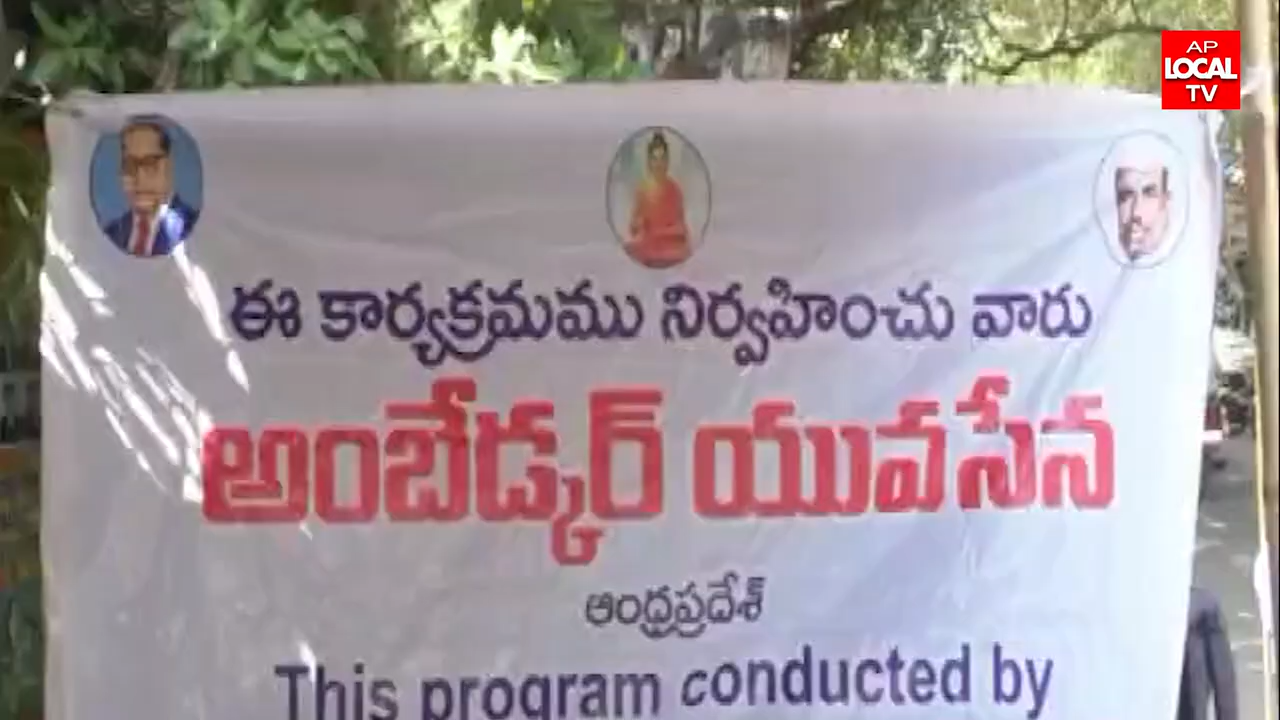 AP
LOCAL
TV
ఈ కార్యక్రమము నిర్వహించు వారు
అంబేడ్కర్ యువసేన
ఆంధ్రప్రదేశ్
This program conducted by